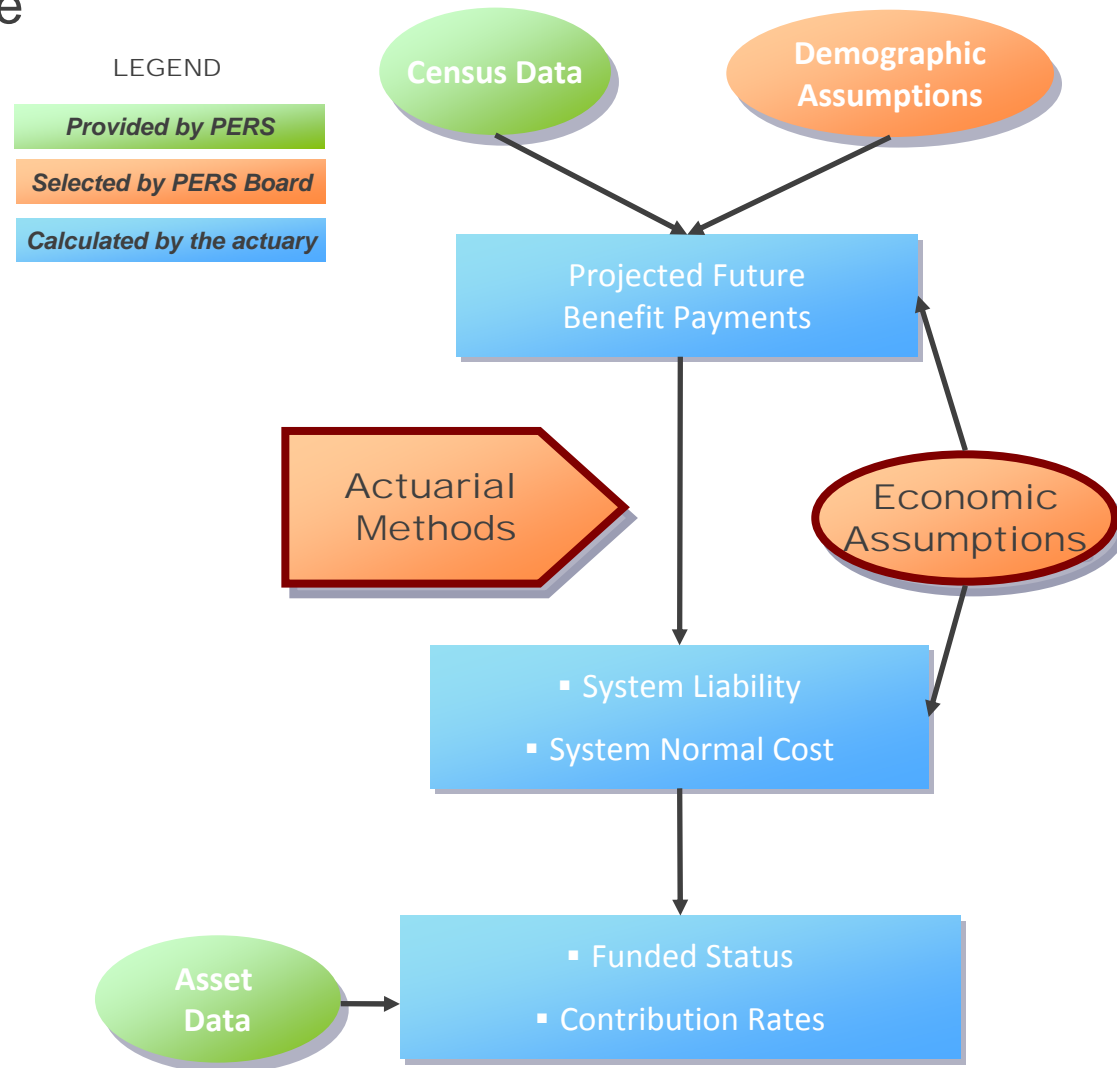 e
LEGEND
Provided by PERS
Selected by PERS Board
Calculated by the actuary
Census Data
Demographic
Assumptions
Projected Future
Benefit Payments
Actuarial
Methods
Economic
Assumptions
▪ System Liability
▪ System Normal Cost
▪ Funded Status
▪ Contribution Rates
Asset
Data